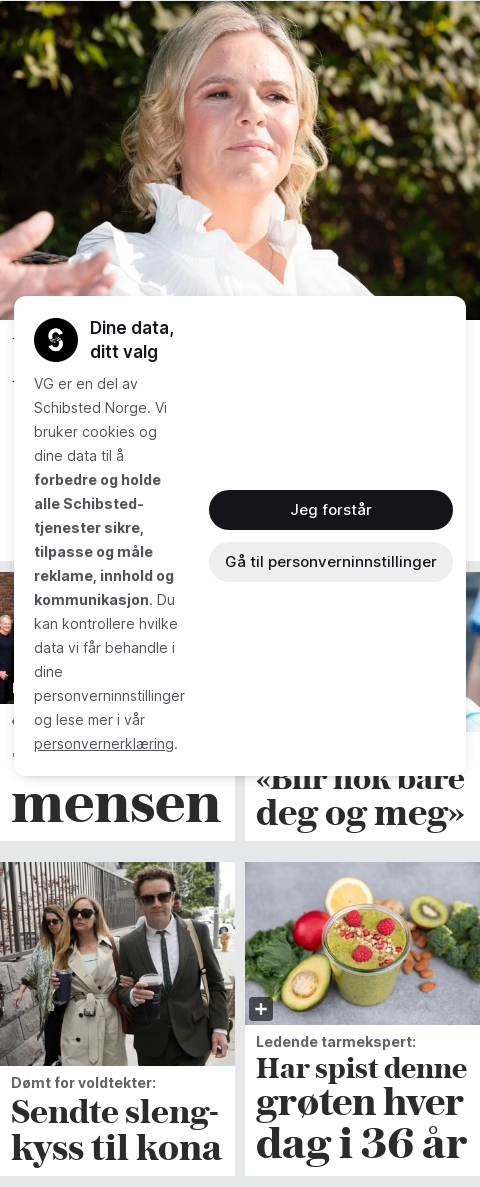 Dine data,
ditt valg
VG er en del av
Schibsted Norge. Vi
bruker cookies og
dine data til å
forbedre og holde
alle Schibsted-
tjenester sikre,
tilpasse og måle
reklame, innhold og
kommunikasjon. Du
kan kontrollere hvilke
data vi får behandle i
dine
personverninnstillinger
og lese mer i vår
personvernerklæring.
Jeg forstår
Gå til personverninnstillinger
mensen
«Blir nok bare
deg og meg»
Dømt for voldtekter:
Sendte sleng-
kyss til kona
Ledende tarmekspert:
Har spist denne
grøten hver
dag i 36 år